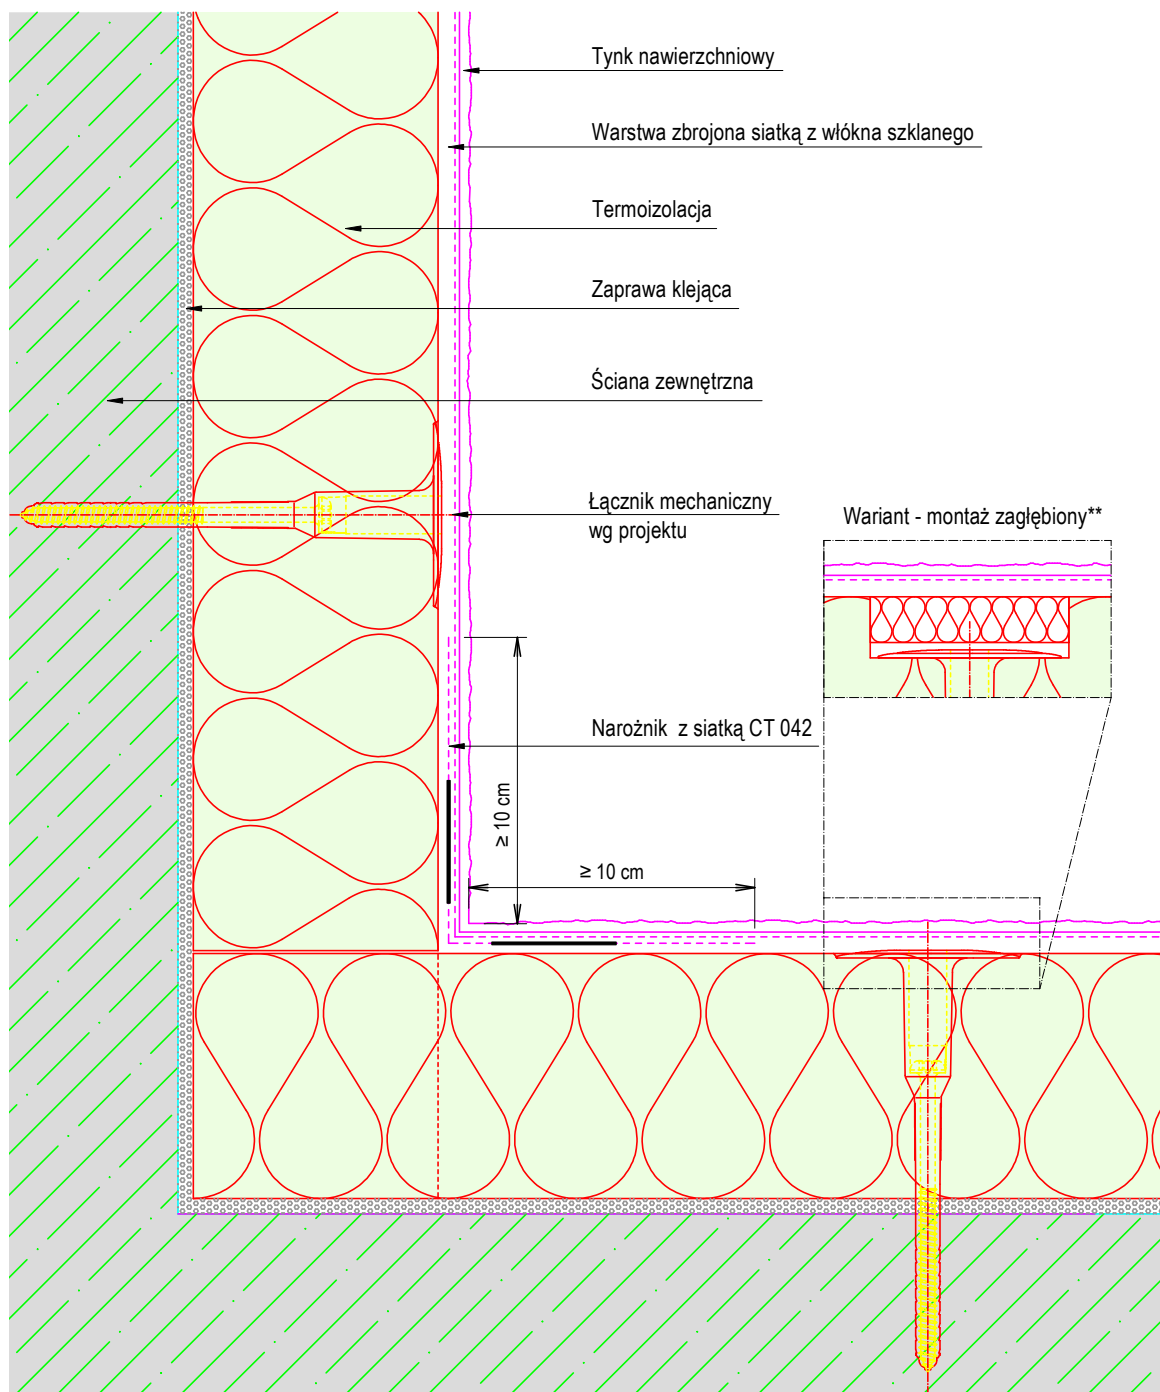 Tynk nawierzchniowy
Warstwa zbrojona siatką z włókna szklanego
Termoizolacja
Zaprawa klejąca
Ściana zewnętrzna
Łącznik mechaniczny
wg projektu
Wariant - montaż zagłębiony**
Narożnik z siatką CT 042
≥ 10 cm
≥ 10 cm